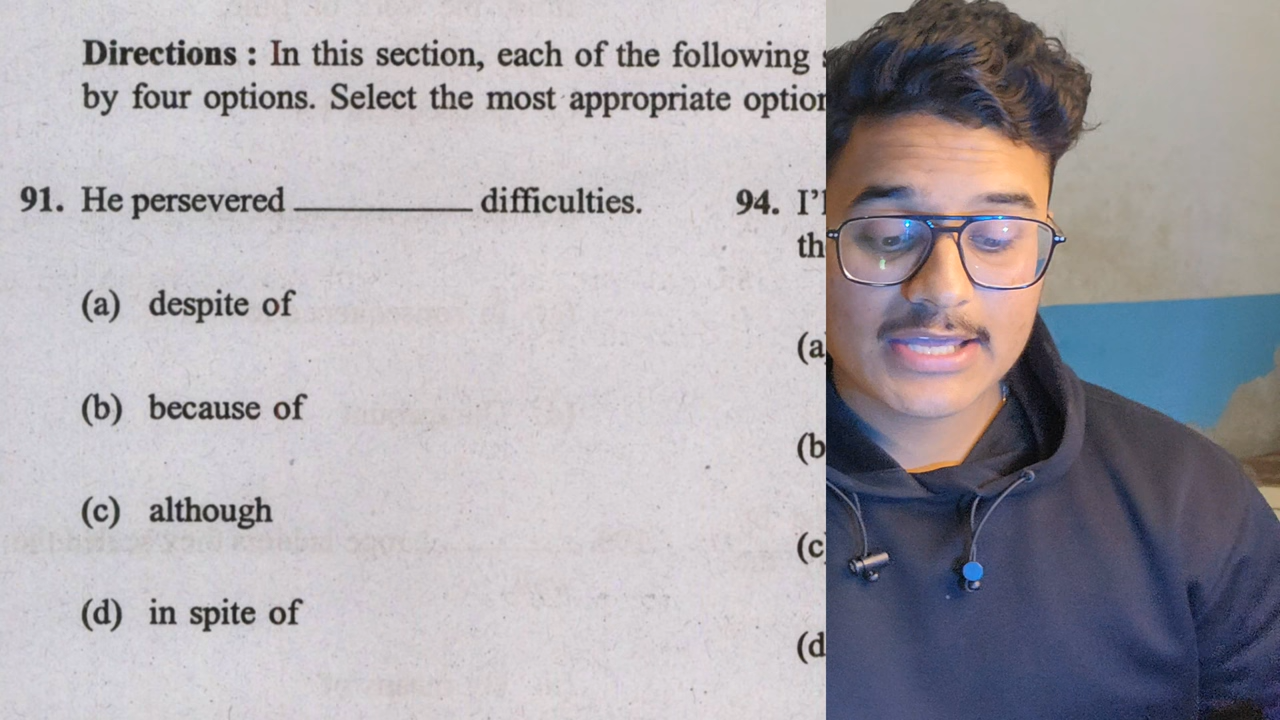 Directions : In this section, each of the following
by four options. Select the most appropriate option
91. He persevered __________ difficulties.
(a) despite of
(b) because of
(c) although
(d) in spite of
94. I'l
th
(a)
(b
(c
(d